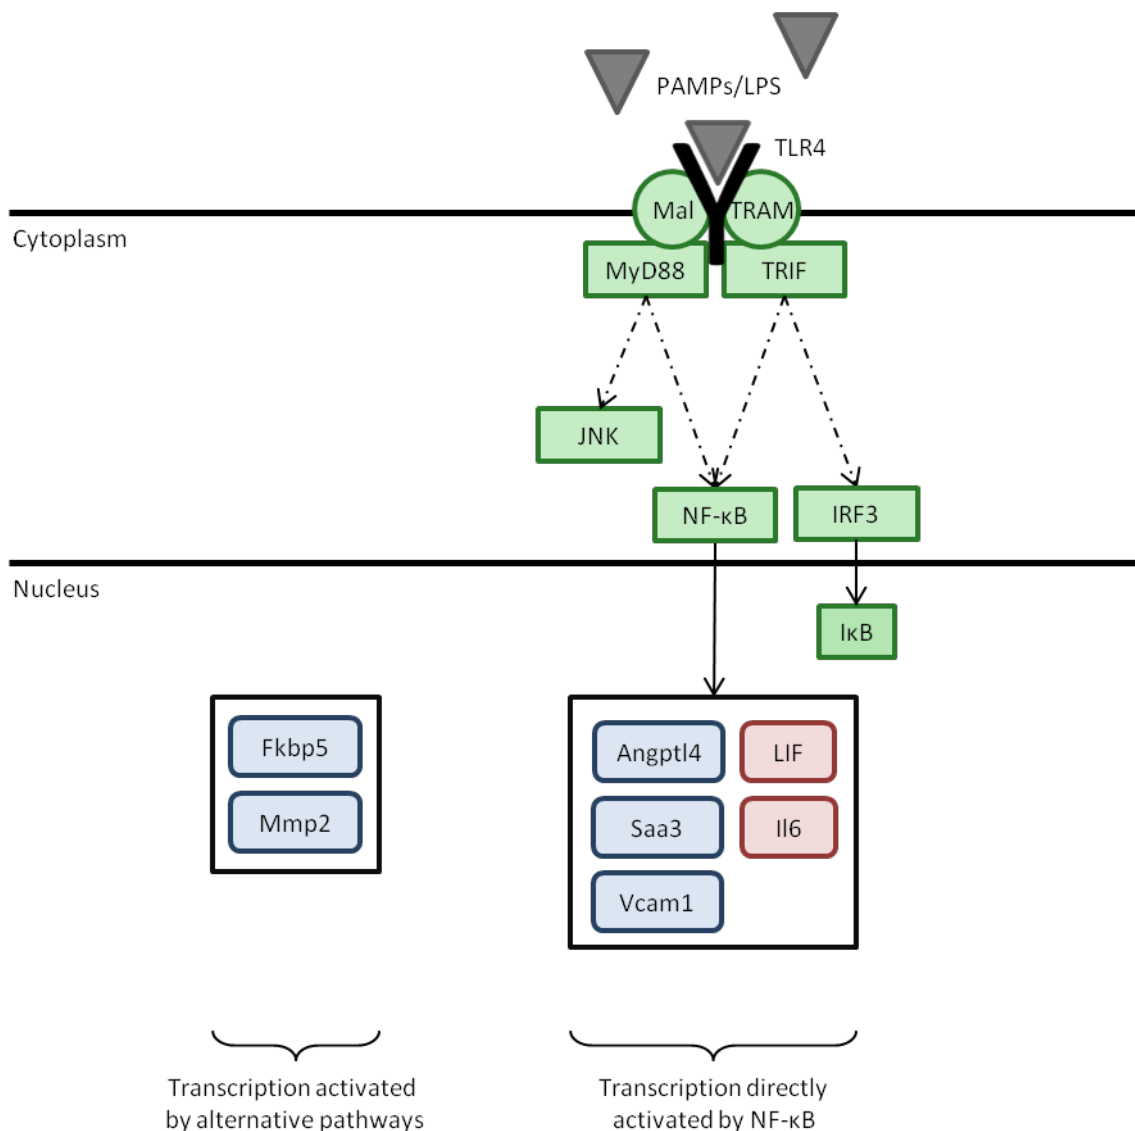 PAMPs/LPS
TLR4
Mal
TRAM
Cytoplasm
MyD88
TRIF
JNK
NF-κB
IRF3
Nucleus
IκB
Fkbp5
Angptl4
LIF
Mmp2
Saa3
Il6
Vcam1
Transcription activated
by alternative pathways
Transcription directly
activated by NF-κB